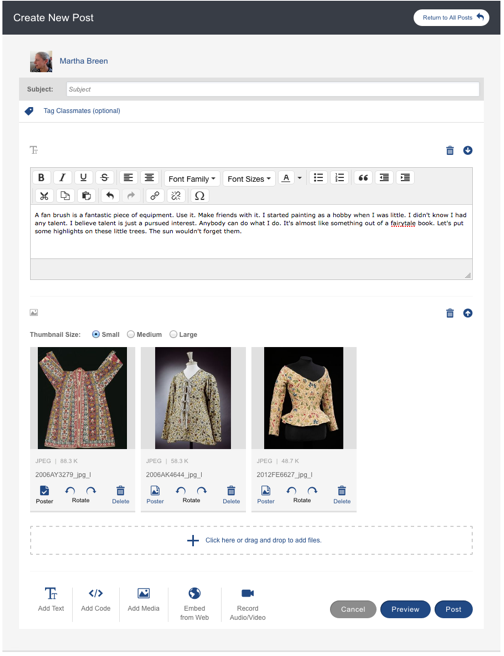 Create New Post
Return to All Posts
Martha Breen
Subject: Subject
Tag Classmates (optional)
B I U S Font Family Font Sizes A
A fan brush is a fantastic piece of equipment. Use it. Make friends with it. I started painting as a hobby when I was little. I didn't know I had
any talent. I believe talent is just a pursued interest. Anybody can do what I do. It's almost like something out of a fairytale book. Let's put
some highlights on these little trees. The sun wouldn't forget them.
Thumbnail Size: Small Medium Large
JPEG | 88.3 K JPEG | 58.3 K JPEG | 48.7 K
2006AY3279_jpg_l 2006AK4644_jpg_l 2012FE6627_jpg_l
Poster Rotate Delete Poster Rotate Delete Poster Rotate Delete
Click here or drag and drop to add files.
Add Text Add Code Add Media Embed from Web Record Audio/Video
Cancel Preview Post